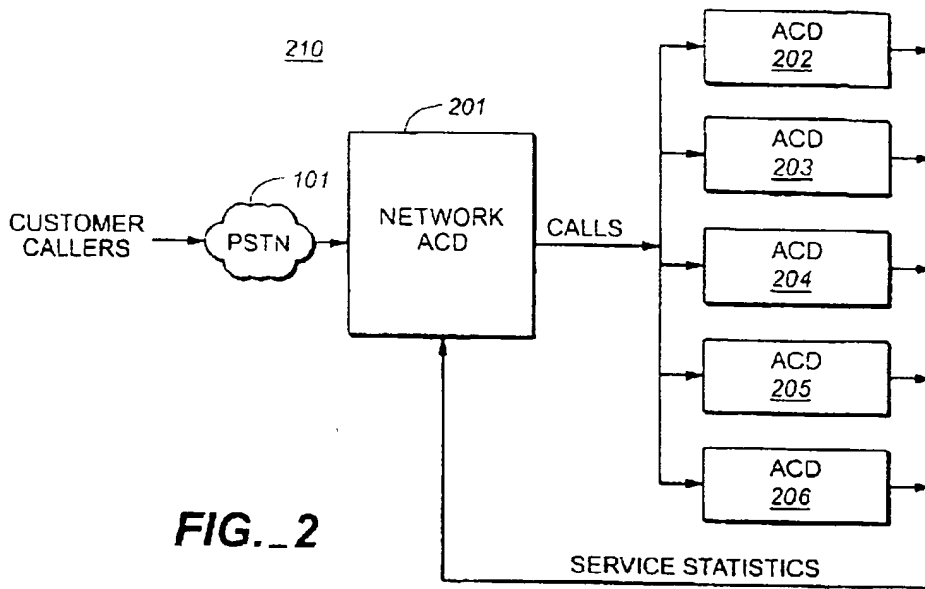 210
201
101
CUSTOMER
CALLERS
PSTN
NETWORK
ACD
CALLS
ACD
202
ACD
203
ACD
204
ACD
205
ACD
206
SERVICE STATISTICS
FIG._2